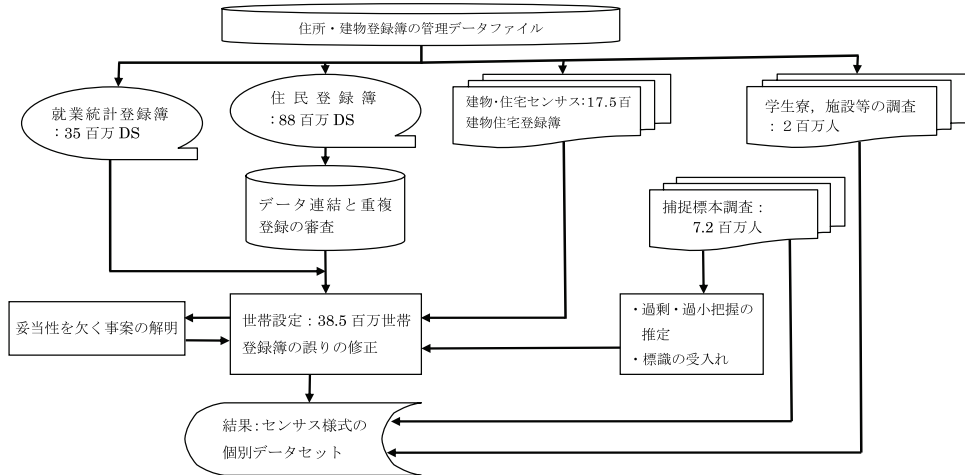 住所・建物登録簿の管理データファイル
就業統計登録簿
：35 百万 DS
住民登録簿
：88 百万 DS
建物・住宅センサス：17.5百
建物住宅登録簿
学生寮，施設等の調査
：２百万人
データ連結と重複
登録の審査
捕捉標本調査：
7.2 百万人
妥当性を欠く事案の解明
世帯設定：38.5 百万世帯
登録簿の誤りの修正
・過剰・過小把握の
推定
・標識の受入れ
結果：センサス様式の
個別データセット